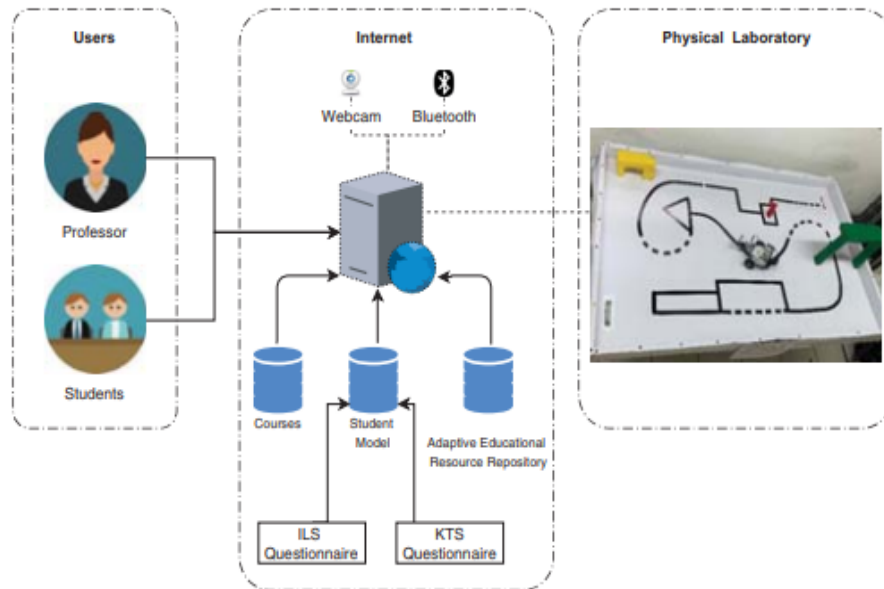 Users
Internet
Physical Laboratory
Webcam
Bluetooth
Professor
Students
Courses
Student
Model
Adaptive Educational
Resource Repository
ILS
Questionnaire
KTS
Questionnaire